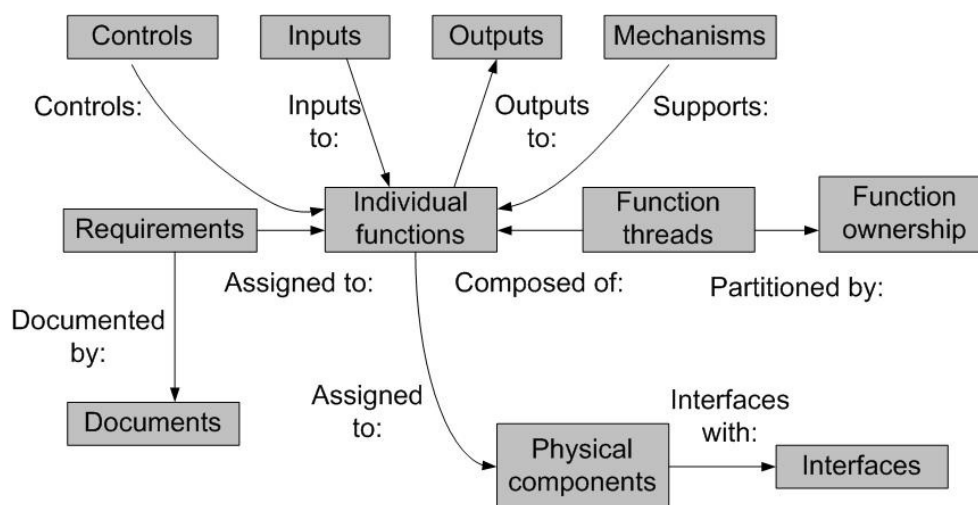 Controls
Inputs
Outputs
Mechanisms
Controls:
Inputs
to:
Outputs
to:
Supports:
Requirements
Individual
functions
Function
threads
Function
ownership
Assigned to:
Composed of:
Partitioned by:
Documented
by:
Documents
Assigned
to:
Physical
components
Interfaces
with:
Interfaces